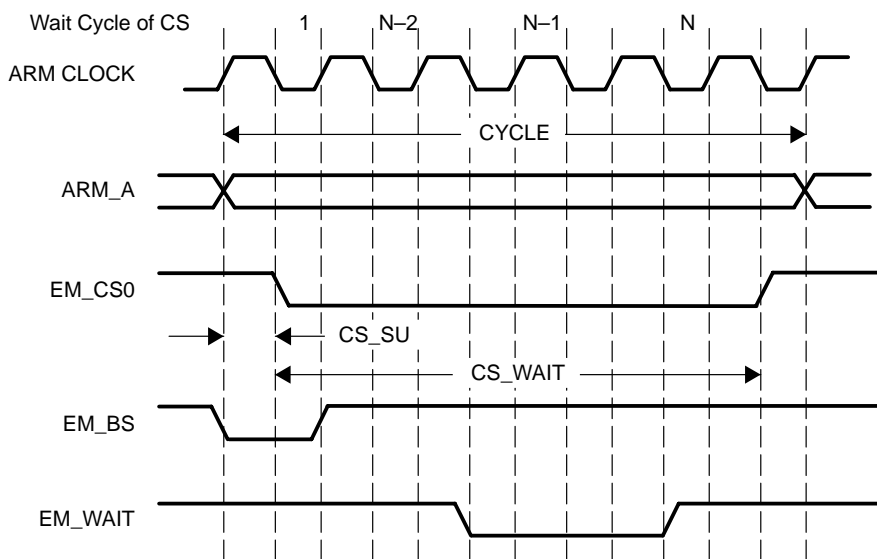 Wait Cycle of CS 1 N–2 N–1 N
ARM CLOCK
CYCLE
ARM_A
EM_CS0
CS_SU
CS_WAIT
EM_BS
EM_WAIT